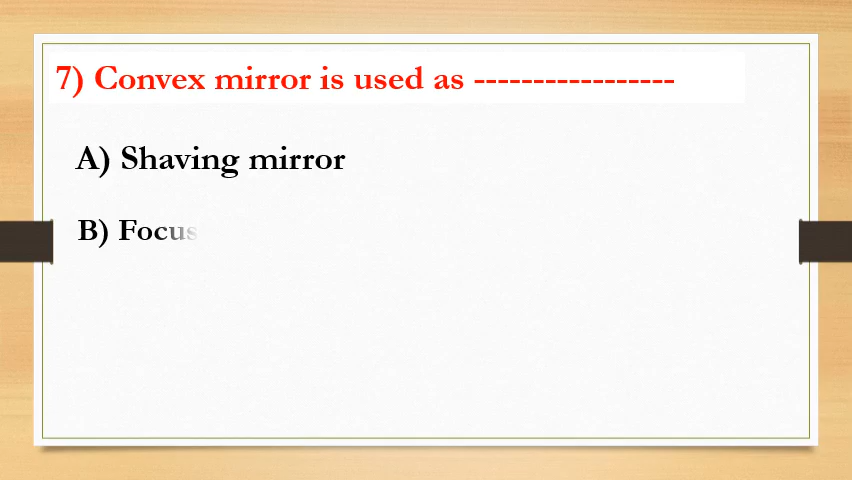 7) Convex mirror is used as -----------------
A) Shaving mirror
B) Focus